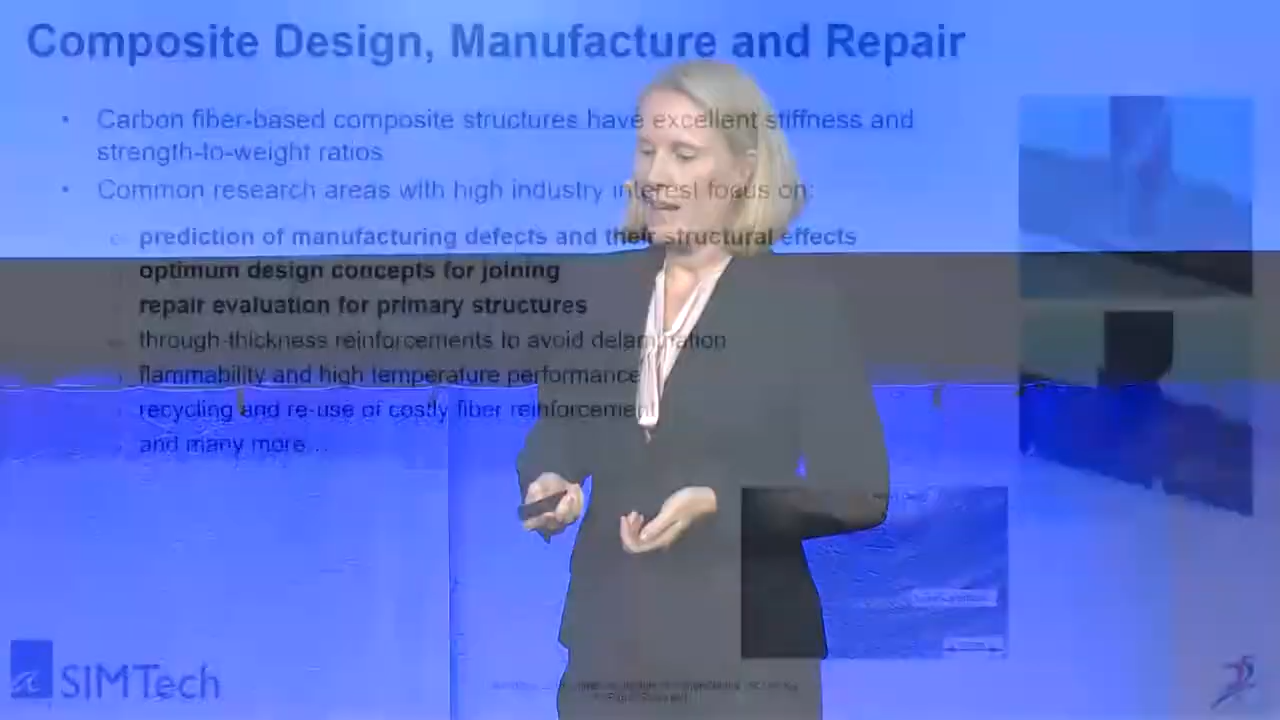 Composite Design, Manufacture and Repair
• Carbon fiber-based composite structures have excellent stiffness and
strength-to-weight ratios
• Common research areas with high industry interest focus on:
prediction of manufacturing defects and their structural effects
optimum design concepts for joining
repair evaluation for primary structures
through-thickness reinforcements to avoid delamination
flammability and high temperature performance
recycling and re-use of costly fiber reinforcement
and many more…
SIMTech